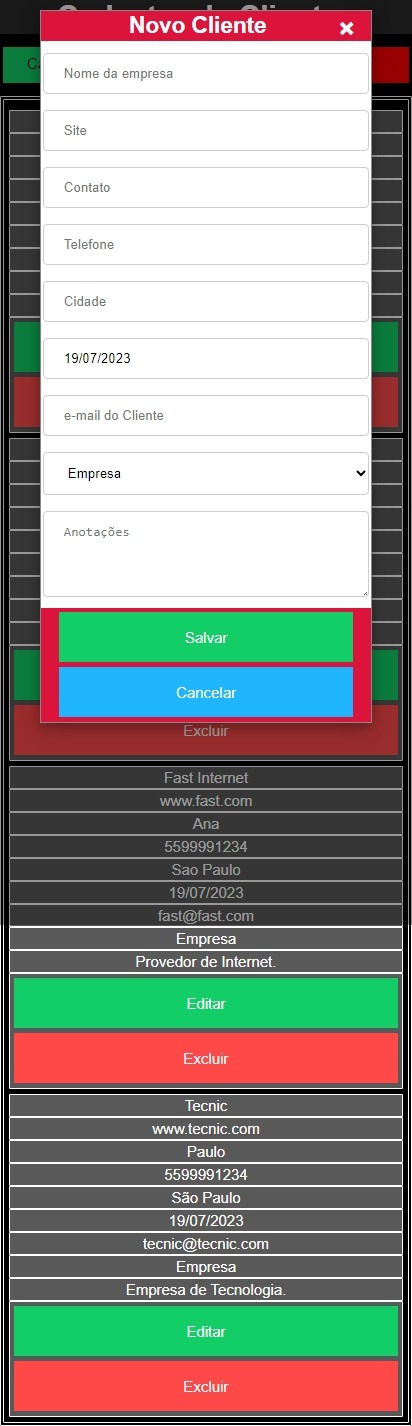 Novo Cliente ×
Nome da empresa
Site
Contato
Telefone
Cidade
19/07/2023
e-mail do Cliente
Empresa
Anotações
Salvar
Cancelar
Excluir
Fast Internet
www.fast.com
Ana
5599991234
Sao Paulo
19/07/2023
fast@fast.com
Empresa
Provedor de Internet.
Editar
Excluir
Tecnic
www.tecnic.com
Paulo
5599991234
São Paulo
19/07/2023
tecnic@tecnic.com
Empresa
Empresa de Tecnologia.
Editar
Excluir